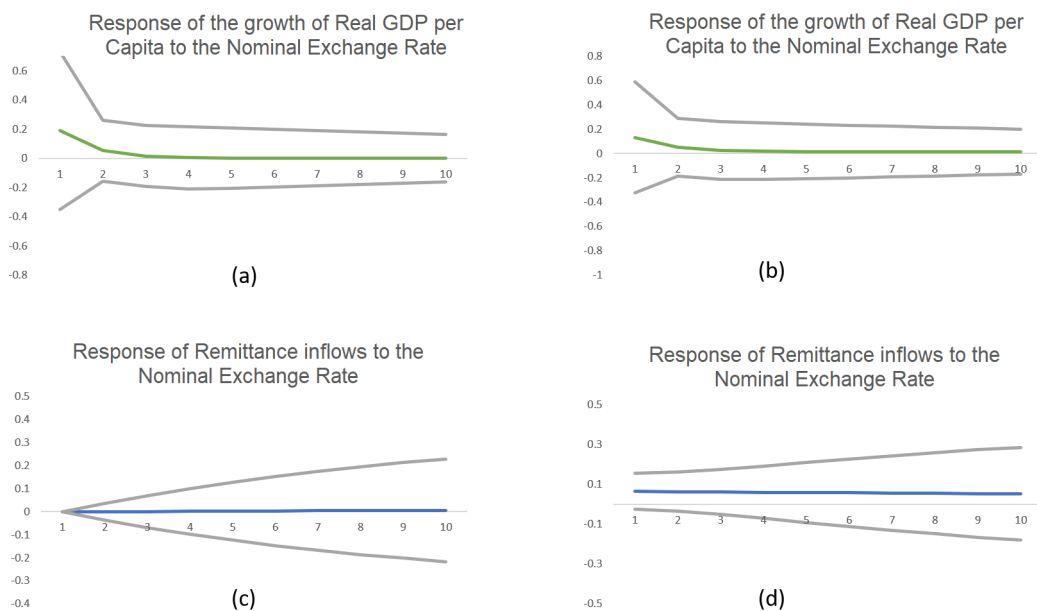 Response of the growth of Real GDP per
Capita to the Nominal Exchange Rate
0.6
0.4
0.2
0
-0.2
-0.4
-0.6
-0.8
1 2 3 4 5 6 7 8 9 10
(a)
Response of the growth of Real GDP per
Capita to the Nominal Exchange Rate
0.8
0.6
0.4
0.2
0
-0.2
-0.4
-0.6
-0.8
-1
1 2 3 4 5 6 7 8 9 10
(b)
Response of Remittance inflows to the
Nominal Exchange Rate
0.5
0.4
0.3
0.2
0.1
0
-0.1
-0.2
-0.3
-0.4
1 2 3 4 5 6 7 8 9 10
(c)
Response of Remittance inflows to the
Nominal Exchange Rate
0.5
0.3
0.1
-0.1
-0.3
-0.5
1 2 3 4 5 6 7 8 9 10
(d)